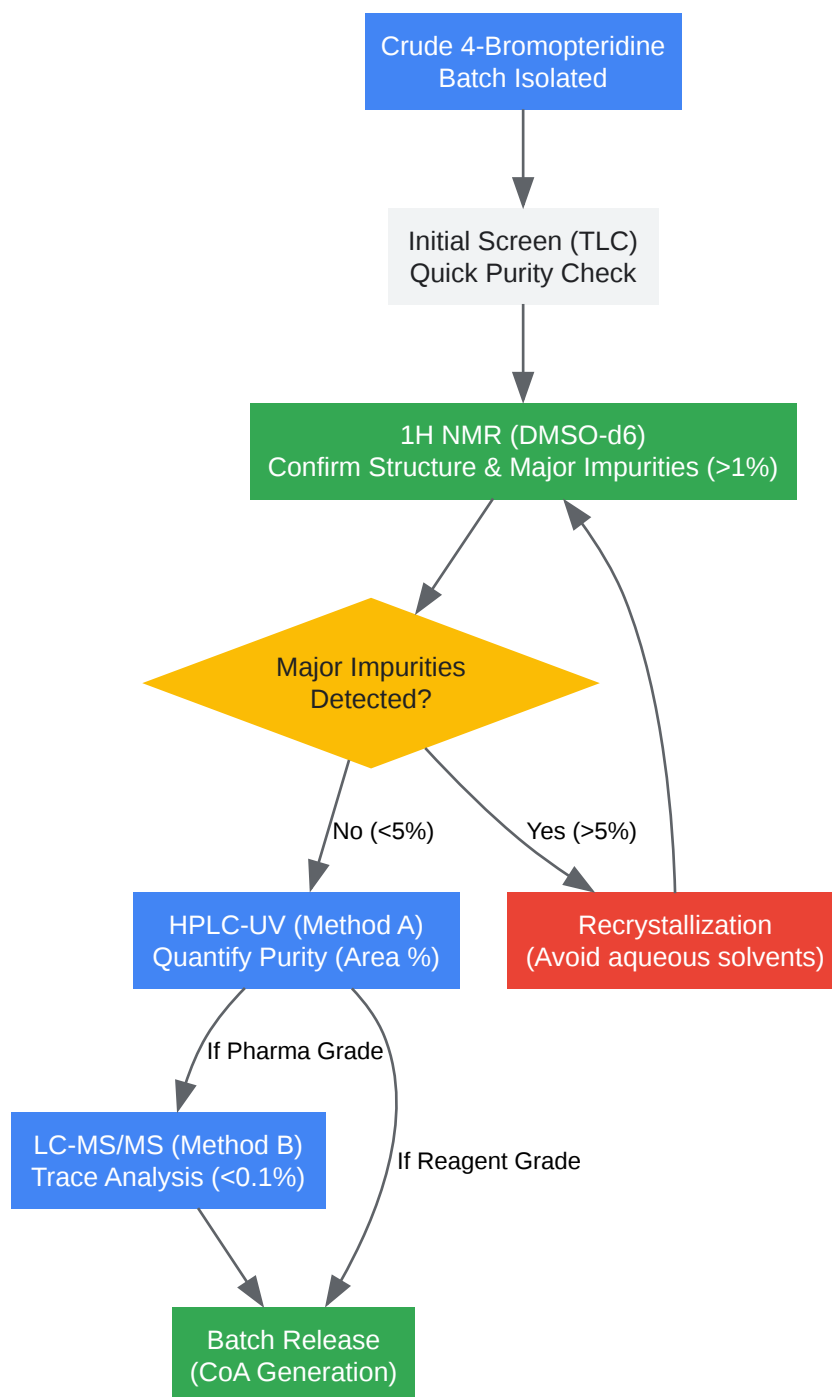 Crude 4-Bromopteridine
Batch Isolated
Initial Screen (TLC)
Quick Purity Check
1H NMR (DMSO-d6)
Confirm Structure & Major Impurities (>1%)
Major Impurities
Detected?
No (<5%)
Yes (>5%)
HPLC-UV (Method A)
Quantify Purity (Area %)
Recrystallization
(Avoid aqueous solvents)
If Pharma Grade
LC-MS/MS (Method B)
Trace Analysis (<0.1%)
If Reagent Grade
Batch Release
(CoA Generation)